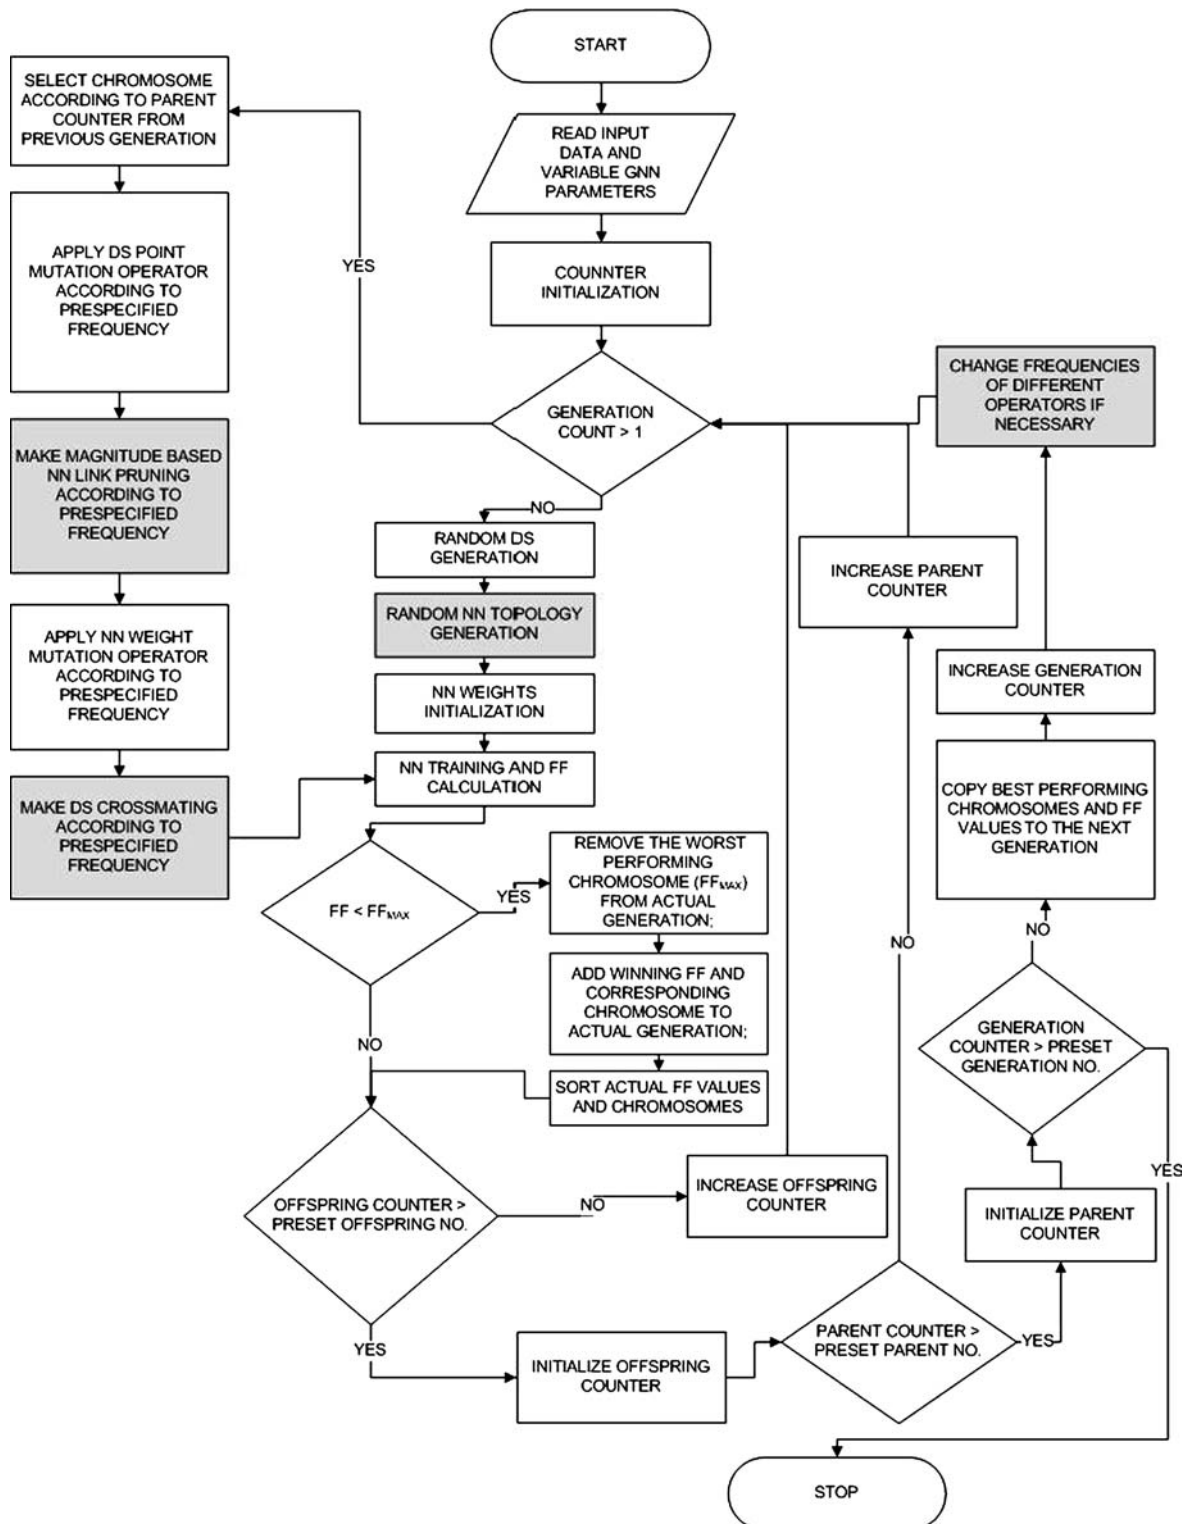 START
READ INPUT
DATA AND
VARIABLE GNN
PARAMETERS
COUNNTER
INITIALIZATION
GENERATION
COUNT > 1
YES
NO
SELECT CHROMOSOME
ACCORDING TO PARENT
COUNTER FROM
PREVIOUS GENERATION
APPLY DS POINT
MUTATION OPERATOR
ACCORDING TO
PRESPECIFIED
FREQUENCY
MAKE MAGNITUDE BASED
NN LINK PRUNING
ACCORDING TO
PRESPECIFIED
FREQUENCY
APPLY NN WEIGHT
MUTATION OPERATOR
ACCORDING TO
PRESPECIFIED
FREQUENCY
MAKE DS CROSSMATING
ACCORDING TO
PRESPECIFIED
FREQUENCY
RANDOM DS
GENERATION
RANDOM NN TOPOLOGY
GENERATION
NN WEIGHTS
INITIALIZATION
NN TRAINING AND FF
CALCULATION
FF < FFMAX
YES
NO
REMOVE THE WORST
PERFORMING
CHROMOSOME (FFMAX)
FROM ACTUAL
GENERATION;
ADD WINNING FF AND
CORRESPONDING
CHROMOSOME TO
ACTUAL GENERATION;
SORT ACTUAL FF VALUES
AND CHROMOSOMES
OFFSPRING COUNTER >
PRESET OFFSPRING NO.
NO
YES
INCREASE OFFSPRING
COUNTER
INITIALIZE OFFSPRING
COUNTER
PARENT COUNTER >
PRESET PARENT NO.
NO
YES
INCREASE PARENT
COUNTER
INITIALIZE PARENT
COUNTER
GENERATION
COUNTER > PRESET
GENERATION NO.
NO
YES
COPY BEST PERFORMING
CHROMOSOMES AND FF
VALUES TO THE NEXT
GENERATION
INCREASE GENERATION
COUNTER
CHANGE FREQUENCIES
OF DIFFERENT
OPERATORS IF
NECESSARY
STOP